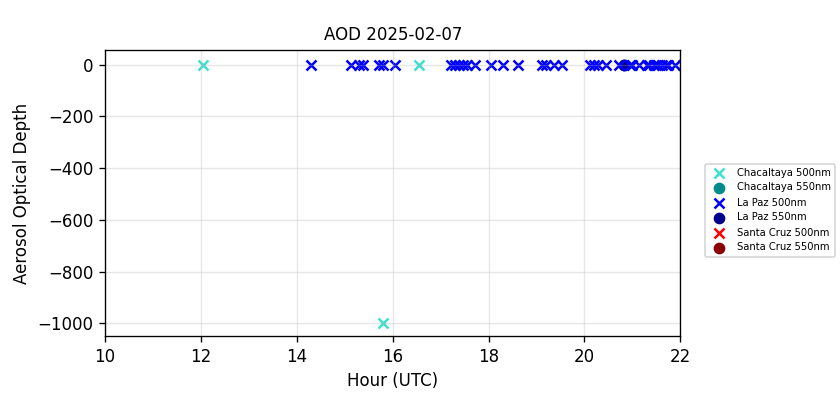 AOD 2025-02-07
Aerosol Optical Depth
0
−200
−400
−600
−800
−1000
10 12 14 16 18 20 22
Hour (UTC)
Chacaltaya 500nm
Chacaltaya 550nm
La Paz 500nm
La Paz 550nm
Santa Cruz 500nm
Santa Cruz 550nm